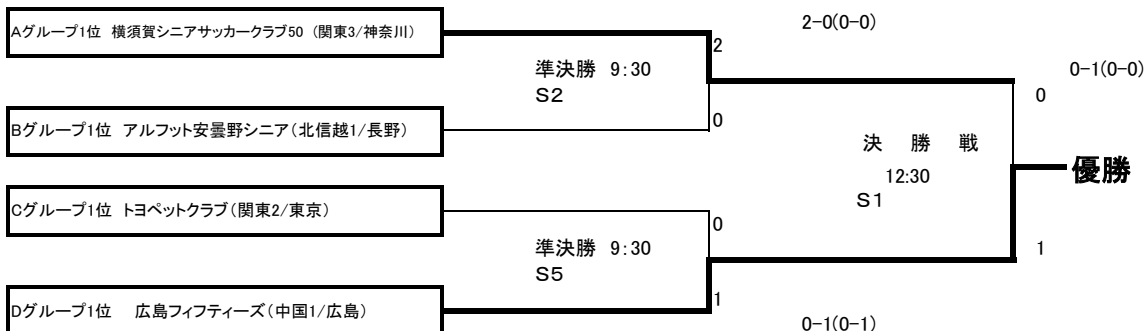 2-0(0-0)
Aグループ1位 横須賀シニアサッカークラブ50 (関東3/神奈川)
2
準決勝 9:30
S2
0-1(0-0)
0
Bグループ1位 アルフット安曇野シニア(北信越1/長野)
0
決 勝 戦
12:30
S1
優勝
Cグループ1位 トヨペットクラブ(関東2/東京)
0
準決勝 9:30
S5
1
Dグループ1位 広島フィフティーズ(中国1/広島)
1
0-1(0-1)